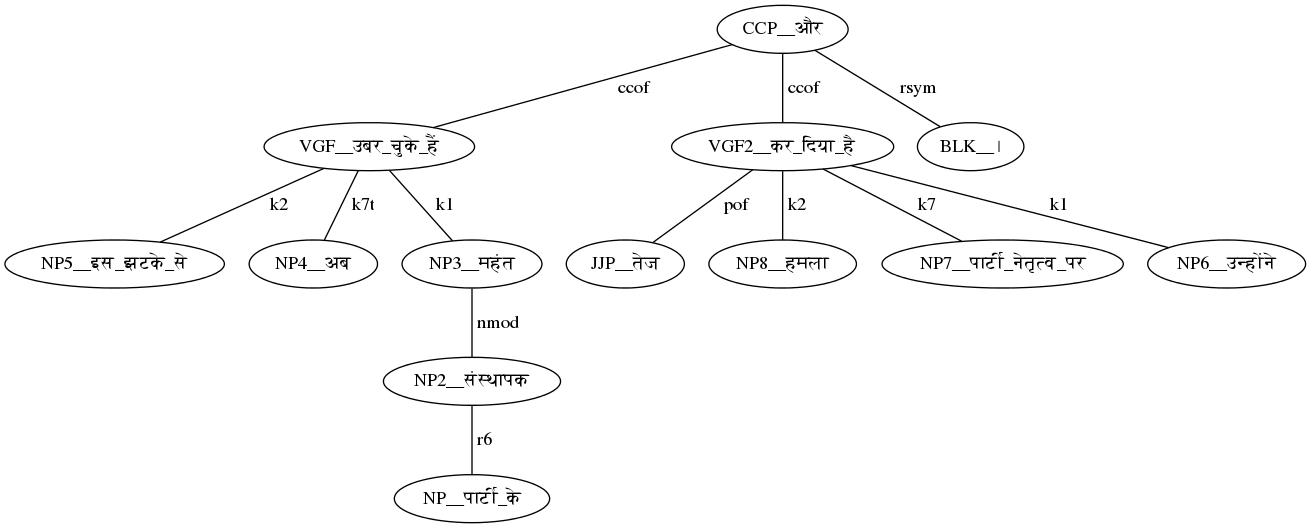 CCP__और
ccof ccof rsym
VGF__उबर_चुके_हैं VGF2__कर_दिया_है BLK__।
k2 k7t k1 pof k2 k7 k1
NP5__इस_झटके_से NP4__अब NP3__महंत JJP__तेज NP8__हमला NP7__पार्टी_नेतृत्व_पर NP6__उन्होंने
nmod
NP2__संस्थापक
r6
NP__पार्टी_के